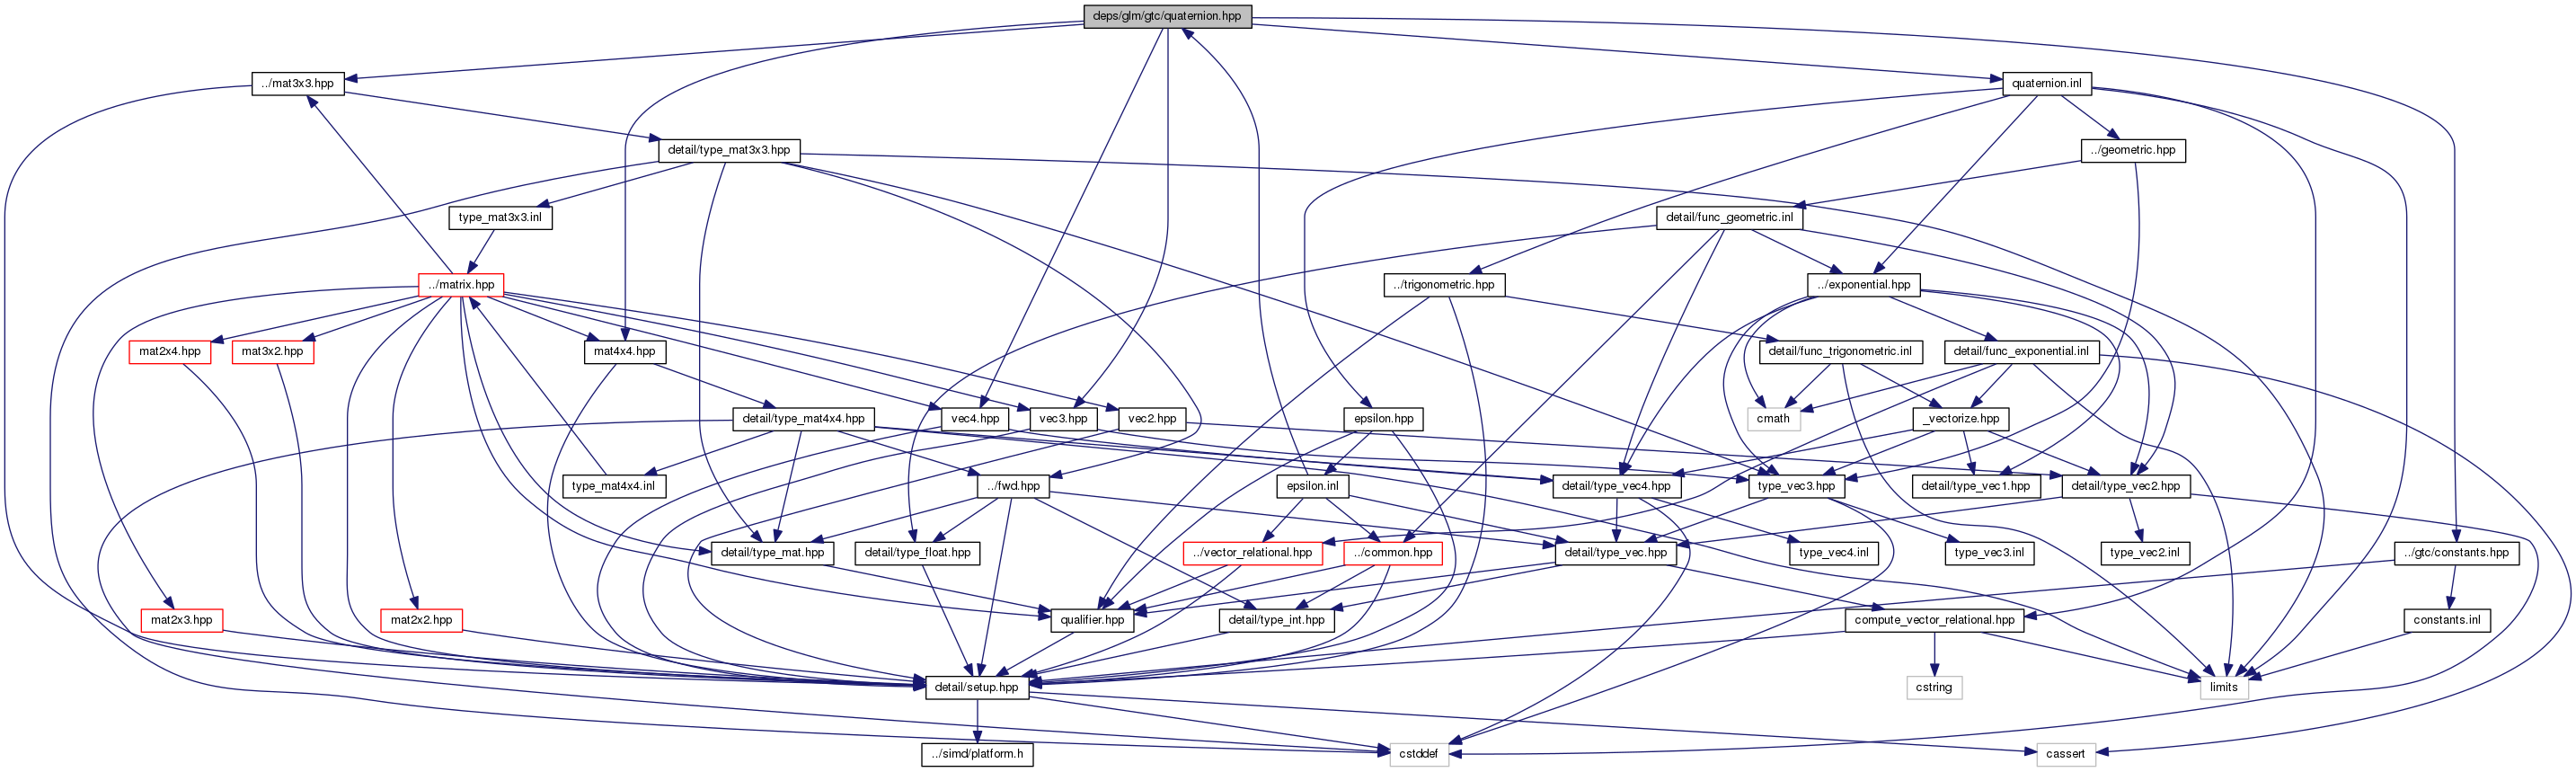 deps/glm/gtc/quaternion.hpp
../mat3x3.hpp
quaternion.inl
detail/type_mat3x3.hpp
../geometric.hpp
type_mat3x3.inl
detail/func_geometric.inl
../matrix.hpp
../trigonometric.hpp
../exponential.hpp
mat2x4.hpp
mat3x2.hpp
mat4x4.hpp
detail/func_trigonometric.inl
detail/func_exponential.inl
detail/type_mat4x4.hpp
vec4.hpp
vec3.hpp
vec2.hpp
epsilon.hpp
cmath
_vectorize.hpp
type_mat4x4.inl
../fwd.hpp
epsilon.inl
detail/type_vec4.hpp
type_vec3.hpp
detail/type_vec1.hpp
detail/type_vec2.hpp
detail/type_mat.hpp
detail/type_float.hpp
../vector_relational.hpp
../common.hpp
detail/type_vec.hpp
type_vec4.inl
type_vec3.inl
type_vec2.inl
../gtc/constants.hpp
mat2x3.hpp
mat2x2.hpp
qualifier.hpp
detail/type_int.hpp
compute_vector_relational.hpp
constants.inl
detail/setup.hpp
cstring
limits
../simd/platform.h
cstddef
cassert